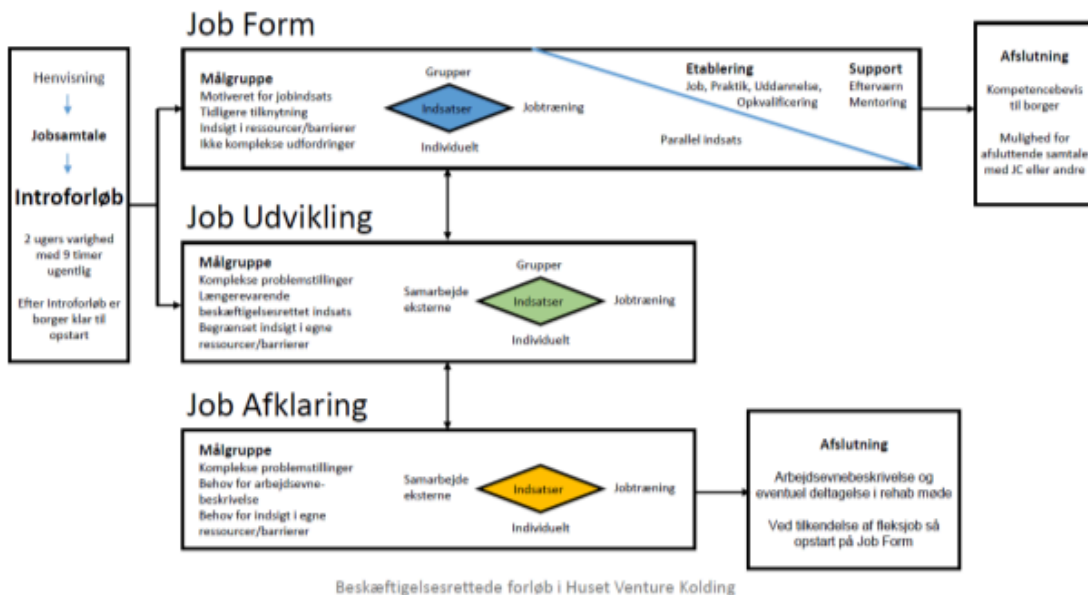 Henvisning
Jobsamtale
Introforløb
2 ugers varighed
med 9 timer
ugentlig
Efter Introforløb er
borger klar til
opstart
Job Form
Målgruppe
Motiveret for jobindsats
Tidligere tilknytning
Indsigt i ressourcer/barrierer
Ikke komplekse udfordringer
Grupper
Indsatser
Jobtræning
Individuelt
Etablering
Job, Praktik, Uddannelse,
Opkvalificering
Support
Efterværn
Mentoring
Parallel indsats
Afslutning
Kompetencebevis
til borger
Mulighed for
afsluttende samtale
med JC eller andre
Job Udvikling
Målgruppe
Komplekse problemstillinger
Længerevarende
beskæftigelsesrettet indsats
Begrænset indsigt i egne
ressourcer/barrierer
Grupper
Samarbejde
eksterne
Indsatser
Jobtræning
Individuelt
Job Afklaring
Målgruppe
Komplekse problemstillinger
Behov for arbejdsevne-
beskrivelse
Behov for indsigt i egne
ressourcer/barrierer
Samarbejde
eksterne
Indsatser
Jobtræning
Individuelt
Afslutning
Arbejdsevnebeskrivelse og
eventuel deltagelse i rehab møde
Ved tilkendelse af fleksjob så
opstart på Job Form
Beskæftigelsesrettede forløb i Huset Venture Kolding